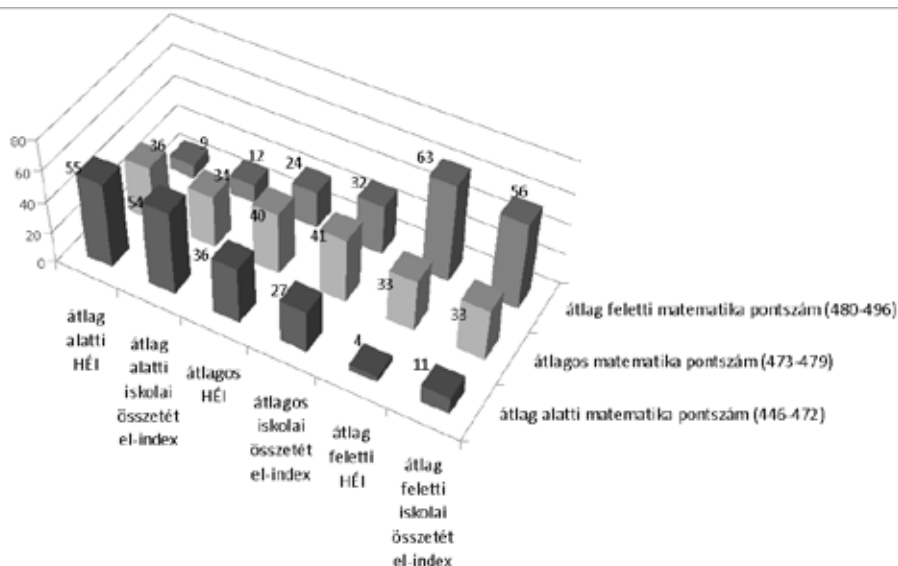 80
60
40
20
0
55
54
36
27
4
11
36
34
40
41
33
33
9
12
24
32
63
56
átlag
alatti
HÉI
átlag
alatti
iskolai
összetét
el-index
átlagos
HÉI
átlagos
iskolai
összetét
el-index
átlag
feletti
HÉI
átlag
feletti
iskolai
összetét
el-index
átlag feletti matematika pontszám (480-496)
átlagos matematika pontszám (473-479)
átlag alatti matematika pontszám (446-472)